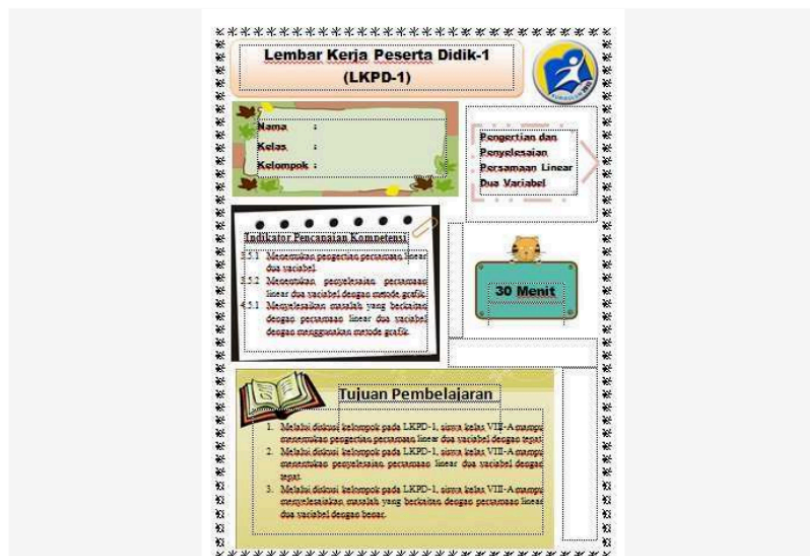 Lembar Kerja Peserta Didik-1
(LKPD-1)
Nama :
Kelas :
Kelompok :
Pengertian dan
Penyelesaian
Persamaan Linear
Dua Variabel
Indikator Pencapaian Kompetensi
3.5.1 Menentukan pengertian persamaan linear
dua variabel.
3.5.2 Menentukan penyelesaian persamaan
linear dua variabel dengan metode grafik.
4.5.1 Menyelesaikan masalah yang berkaitan
dengan persamaan linear dua variabel
dengan menggunakan metode grafik.
30 Menit
Tujuan Pembelajaran
1. Melalui diskusi kelompok pada LKPD-1, siswa kelas VIII-A mampu
menentukan pengertian persamaan linear dua variabel dengan tepat.
2. Melalui diskusi kelompok pada LKPD-1, siswa kelas VIII-A mampu
menentukan penyelesaian persamaan linear dua variabel dengan
tepat.
3. Melalui diskusi kelompok pada LKPD-1, siswa kelas VIII-A mampu
menyelesaiakan masalah yang berkaitan dengan persamaan linear
dua variabel dengan benar.